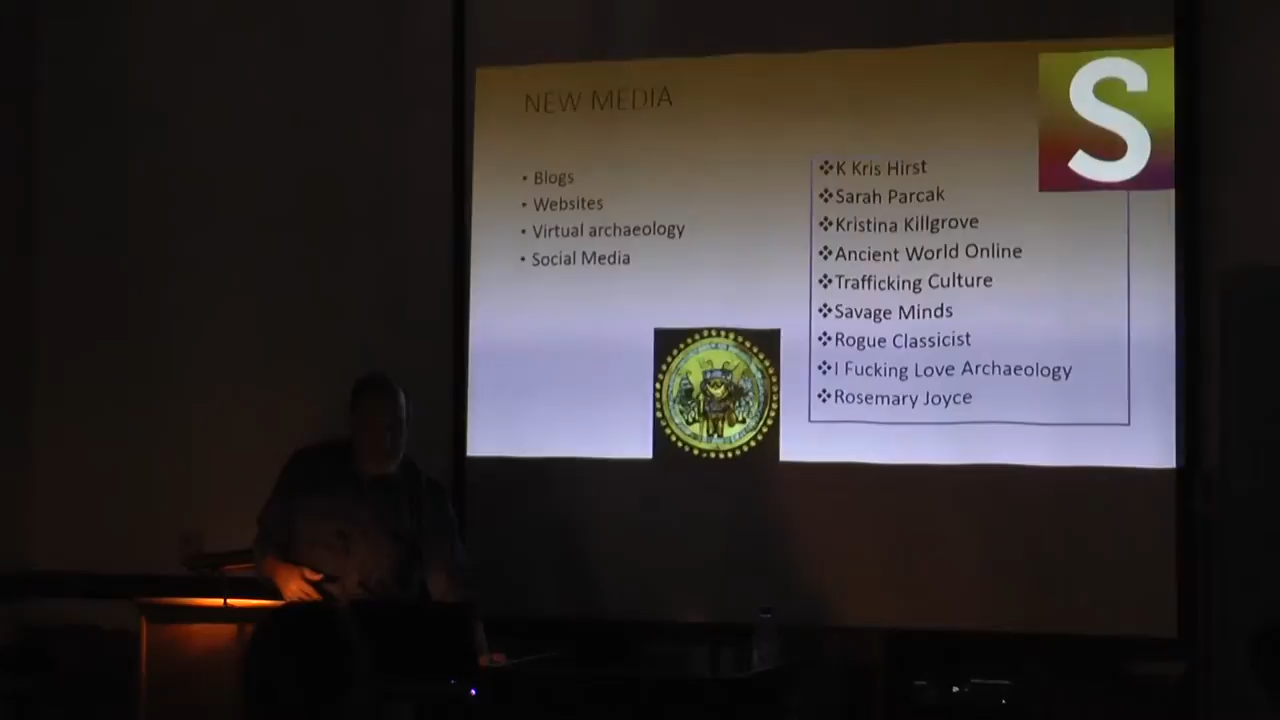 NEW MEDIA
• Blogs
• Websites
• Virtual archaeology
• Social Media
S
❖K Kris Hirst
❖Sarah Parcak
❖Kristina Killgrove
❖Ancient World Online
❖Trafficking Culture
❖Savage Minds
❖Rogue Classicist
❖I Fucking Love Archaeology
❖Rosemary Joyce